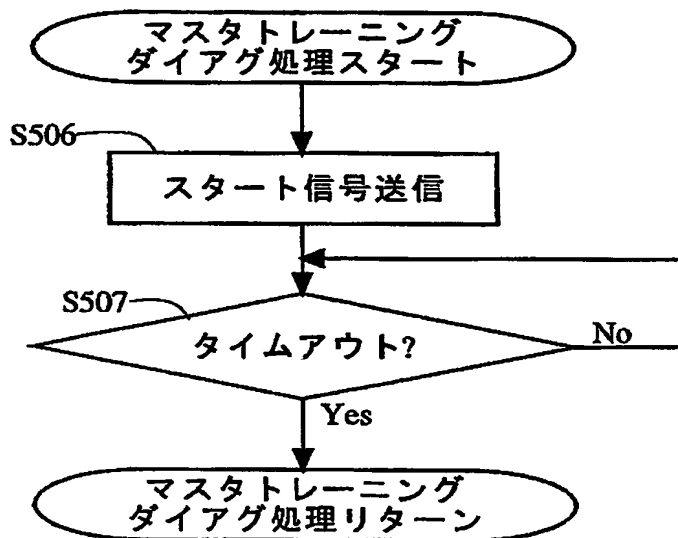 マスタトレーニング
ダイアグ処理スタート
S506
スタート信号送信
S507
タイムアウト?
No
Yes
マスタトレーニング
ダイアグ処理リターン